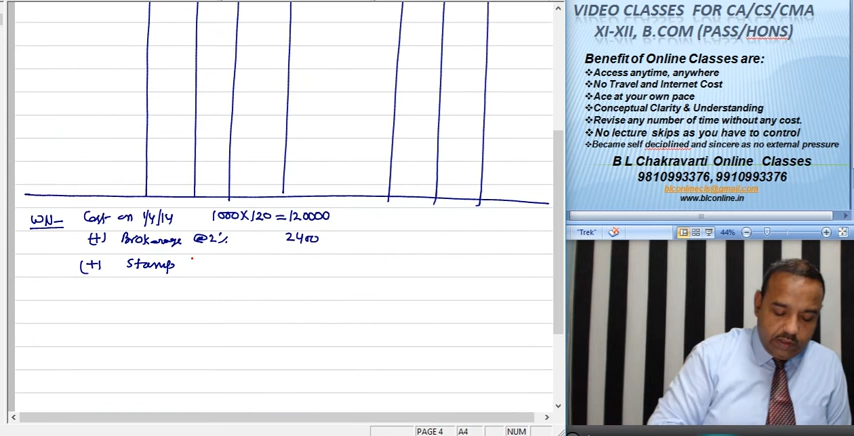 WN- Cost on 1/4/14 1000 X 120 = 120000
(+) Brokerage @ 2% 2400
(+) Stamp
PAGE 4 A4 NUM
VIDEO CLASSES FOR CA/CS/CMA
XI-XII, B.COM (PASS/HONS)
Benefit of Online Classes are:
❖Access anytime, anywhere
❖No Travel and Internet Cost
❖Ace at your own pace
❖Conceptual Clarity & Understanding
❖Revise any number of time without any cost.
❖No lecture skips as you have to control
❖Became self deciplined and sincere as no external pressure
B L Chakravarti Online Classes
9810993376, 9910993376
blconlinecls@gmail.com
www.blconline.in
"Trek" 44%